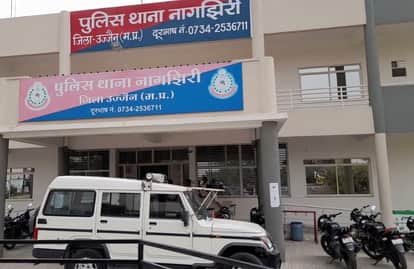 पुलिस थाना नागझिरी
जिला-उज्जैन (म.प्र.) दूरभाष नं. 0734-2536711
पुलिस थाना नागझिरी
जिला-उज्जैन (म.प्र.)
दूरभाष नं. 0734-2536711